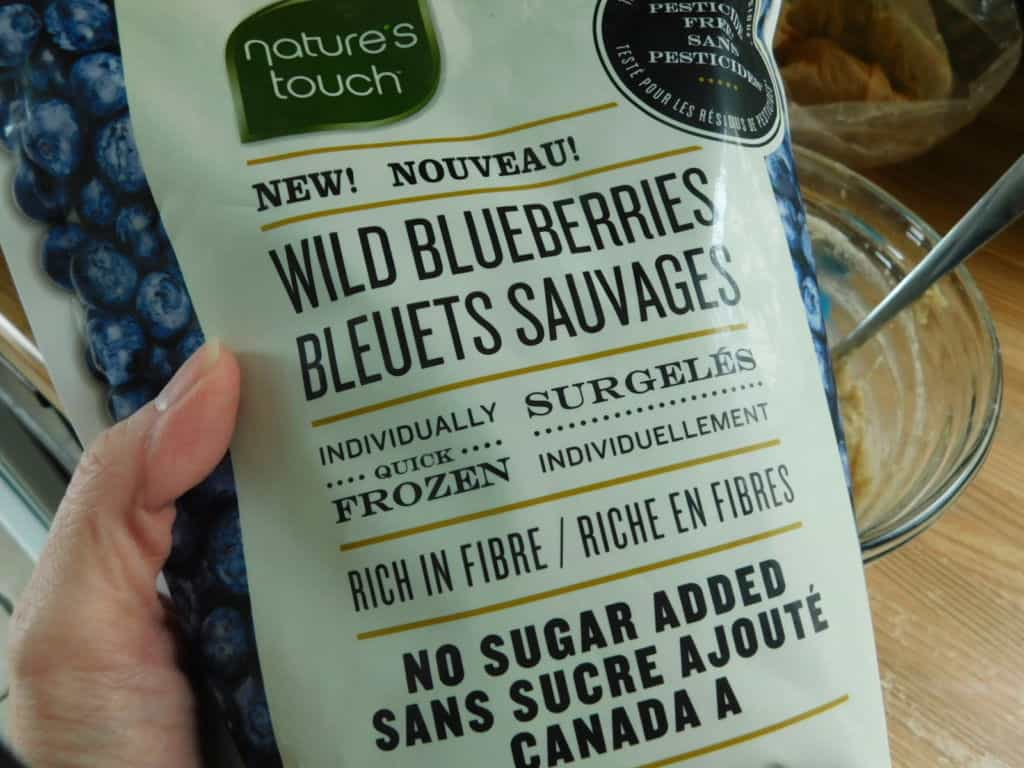 nature's
touch
PESTICIDE
FREE
SANS
PESTICIDES
TESTÉ POUR LES RÉSIDUS DE
NEW! NOUVEAU!
WILD BLUEBERRIES
BLEUETS SAUVAGES
INDIVIDUALLY
QUICK
FROZEN
SURGELÉS
INDIVIDUELLEMENT
RICH IN FIBRE / RICHE EN FIBRES
NO SUGAR ADDED
SANS SUCRE AJOUTÉ
CANADA A